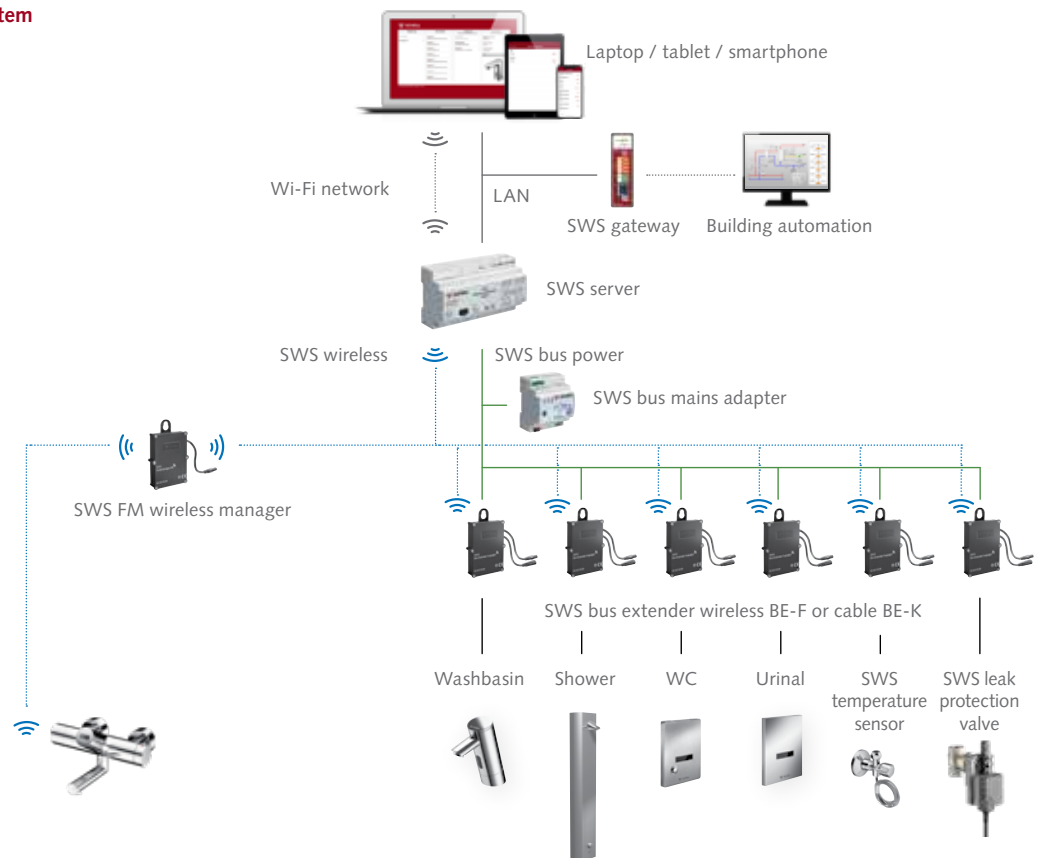 tem
Laptop / tablet / smartphone
Wi-Fi network
LAN
SWS gateway
Building automation
SWS server
SWS wireless
SWS bus power
SWS bus mains adapter
SWS FM wireless manager
SWS bus extender wireless BE-F or cable BE-K
Washbasin
Shower
WC
Urinal
SWS
temperature
sensor
SWS leak
protection
valve